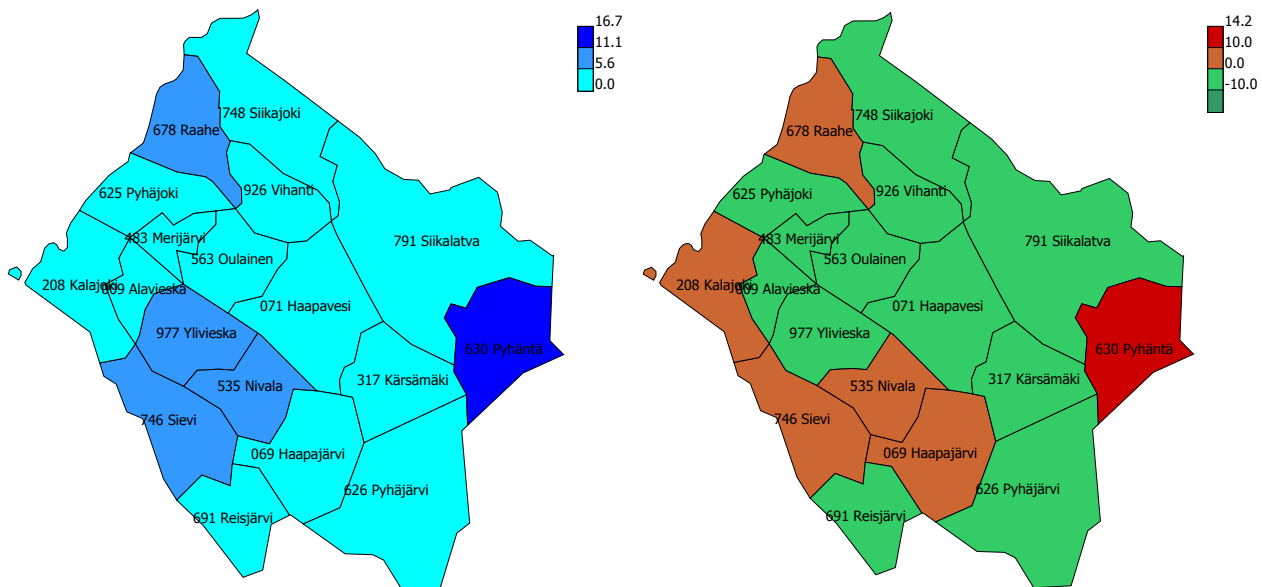 16.7
11.1
5.6
0.0
748 Siikajoki
678 Raahe
926 Vihanti
625 Pyhäjoki
483 Merijärvi
791 Siikalatva
563 Oulainen
208 Kalajoki
009 Alavieska
071 Haapavesi
977 Ylivieska
630 Pyhäntä
535 Nivala
317 Kärsämäki
746 Sievi
069 Haapajärvi
626 Pyhäjärvi
691 Reisjärvi
14.2
10.0
0.0
-10.0
748 Siikajoki
678 Raahe
926 Vihanti
625 Pyhäjoki
483 Merijärvi
791 Siikalatva
563 Oulainen
208 Kalajoki
009 Alavieska
071 Haapavesi
977 Ylivieska
630 Pyhäntä
535 Nivala
317 Kärsämäki
746 Sievi
069 Haapajärvi
626 Pyhäjärvi
691 Reisjärvi